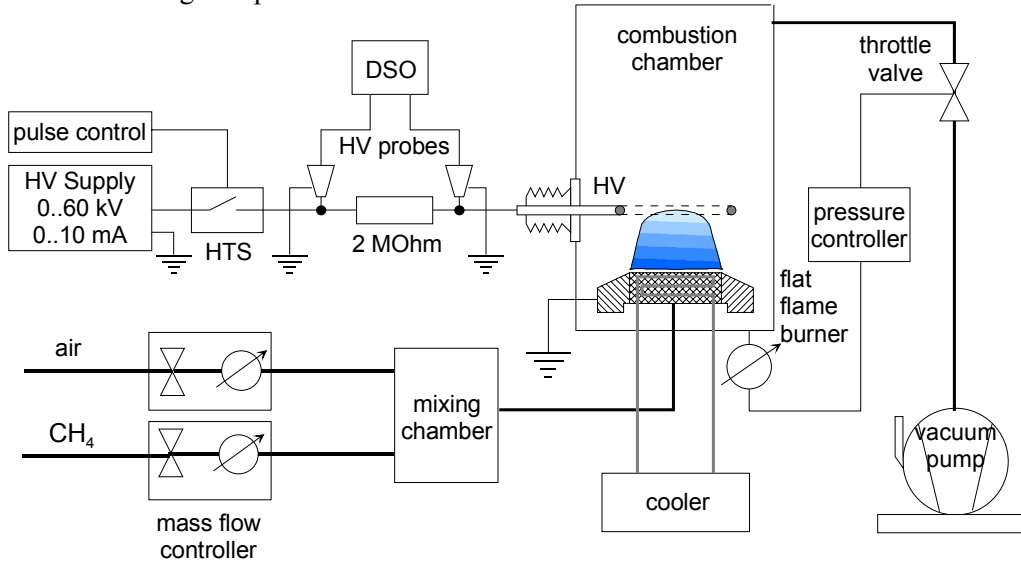 combustion
chamber
throttle
valve
DSO
pulse control
HV probes
HV Supply
0..60 kV
0..10 mA
HTS
2 MOhm
HV
pressure
controller
flat
flame
burner
air
CH₄
mixing
chamber
mass flow
controller
cooler
vacuum
pump